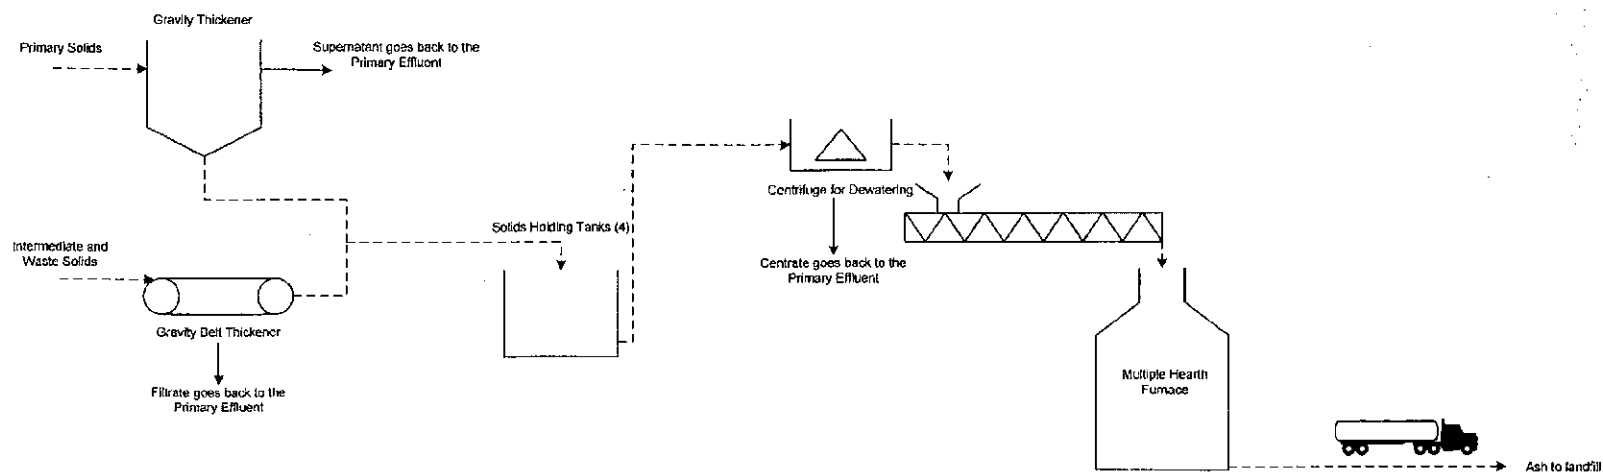 Gravity Thickener
Primary Solids
Supernatant goes back to the
Primary Effluent
Centrifuge for Dewatering
Solids Holding Tanks (4)
Intermediate and
Waste Solids
Centrate goes back to the
Primary Effluent
Gravity Belt Thickener
Filtrate goes back to the
Primary Effluent
Multiple Hearth
Furnace
Ash to landfill